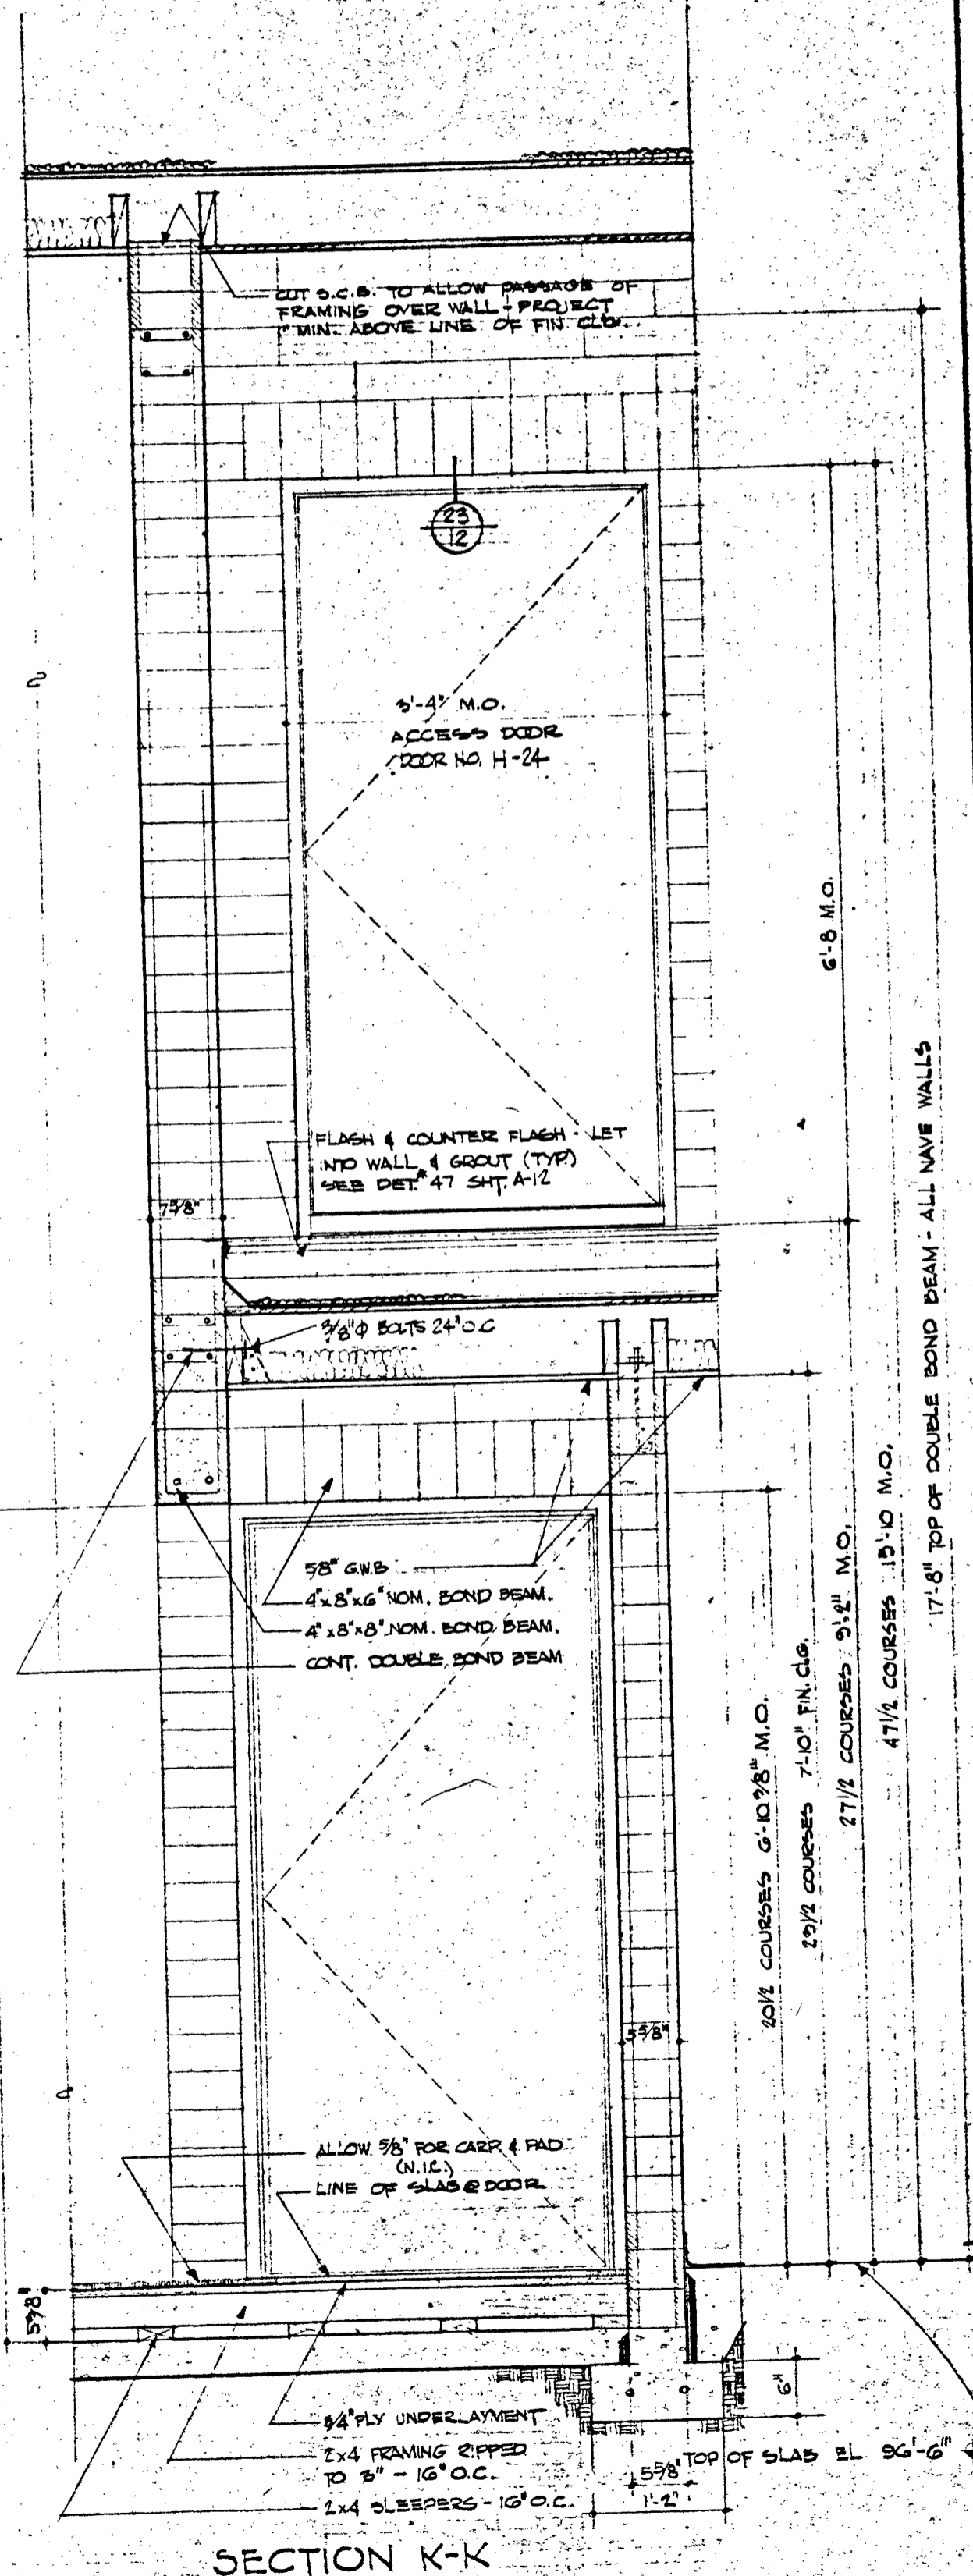 CUT S.C.B. TO ALLOW PASSAGE OF
FRAMING OVER WALL - PROJECT
1" MIN. ABOVE LINE OF FIN CLG.
23
12
3'-4" M.O.
ACCESS DOOR
DOOR NO. H-24
6'-8 M.O.
FLASH & COUNTER FLASH - LET
INTO WALL & GROUT (TYP.)
SEE DET.# 47 SHT. A-12
7 5/8"
3/8" Φ BOLTS 24" O.C
5/8" G.W.B
4"x8"x6" NOM. BOND BEAM.
4"x8"x8" NOM. BOND BEAM.
CONT. DOUBLE BOND BEAM
20 1/2 COURSES 6'-10 3/8" M.O.
23 1/2 COURSES 7'-10" FIN. CLG.
27 1/2 COURSES 9'-2" M.O.
47 1/2 COURSES 15'-10 M.O.
17'-8" TOP OF DOUBLE BOND BEAM - ALL NAVE WALLS
5 5/8"
ALLOW 5/8" FOR CARP. & PAD
(N.I.C.)
LINE OF SLAB @ DOOR
6"
3/4" PLY UNDERLAYMENT
2x4 FRAMING RIPPED
TO 3" - 16" O.C.
2x4 SLEEPERS - 16" O.C.
5 5/8"
1'-2"
TOP OF SLAB EL 96'-6"
SECTION K-K